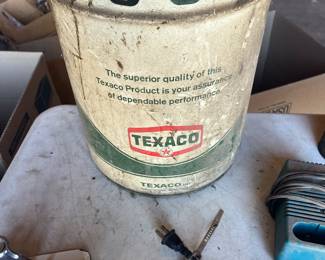 The superior quality of this
Texaco Product is your assurance
of dependable performance.
TEXACO
TEXACO